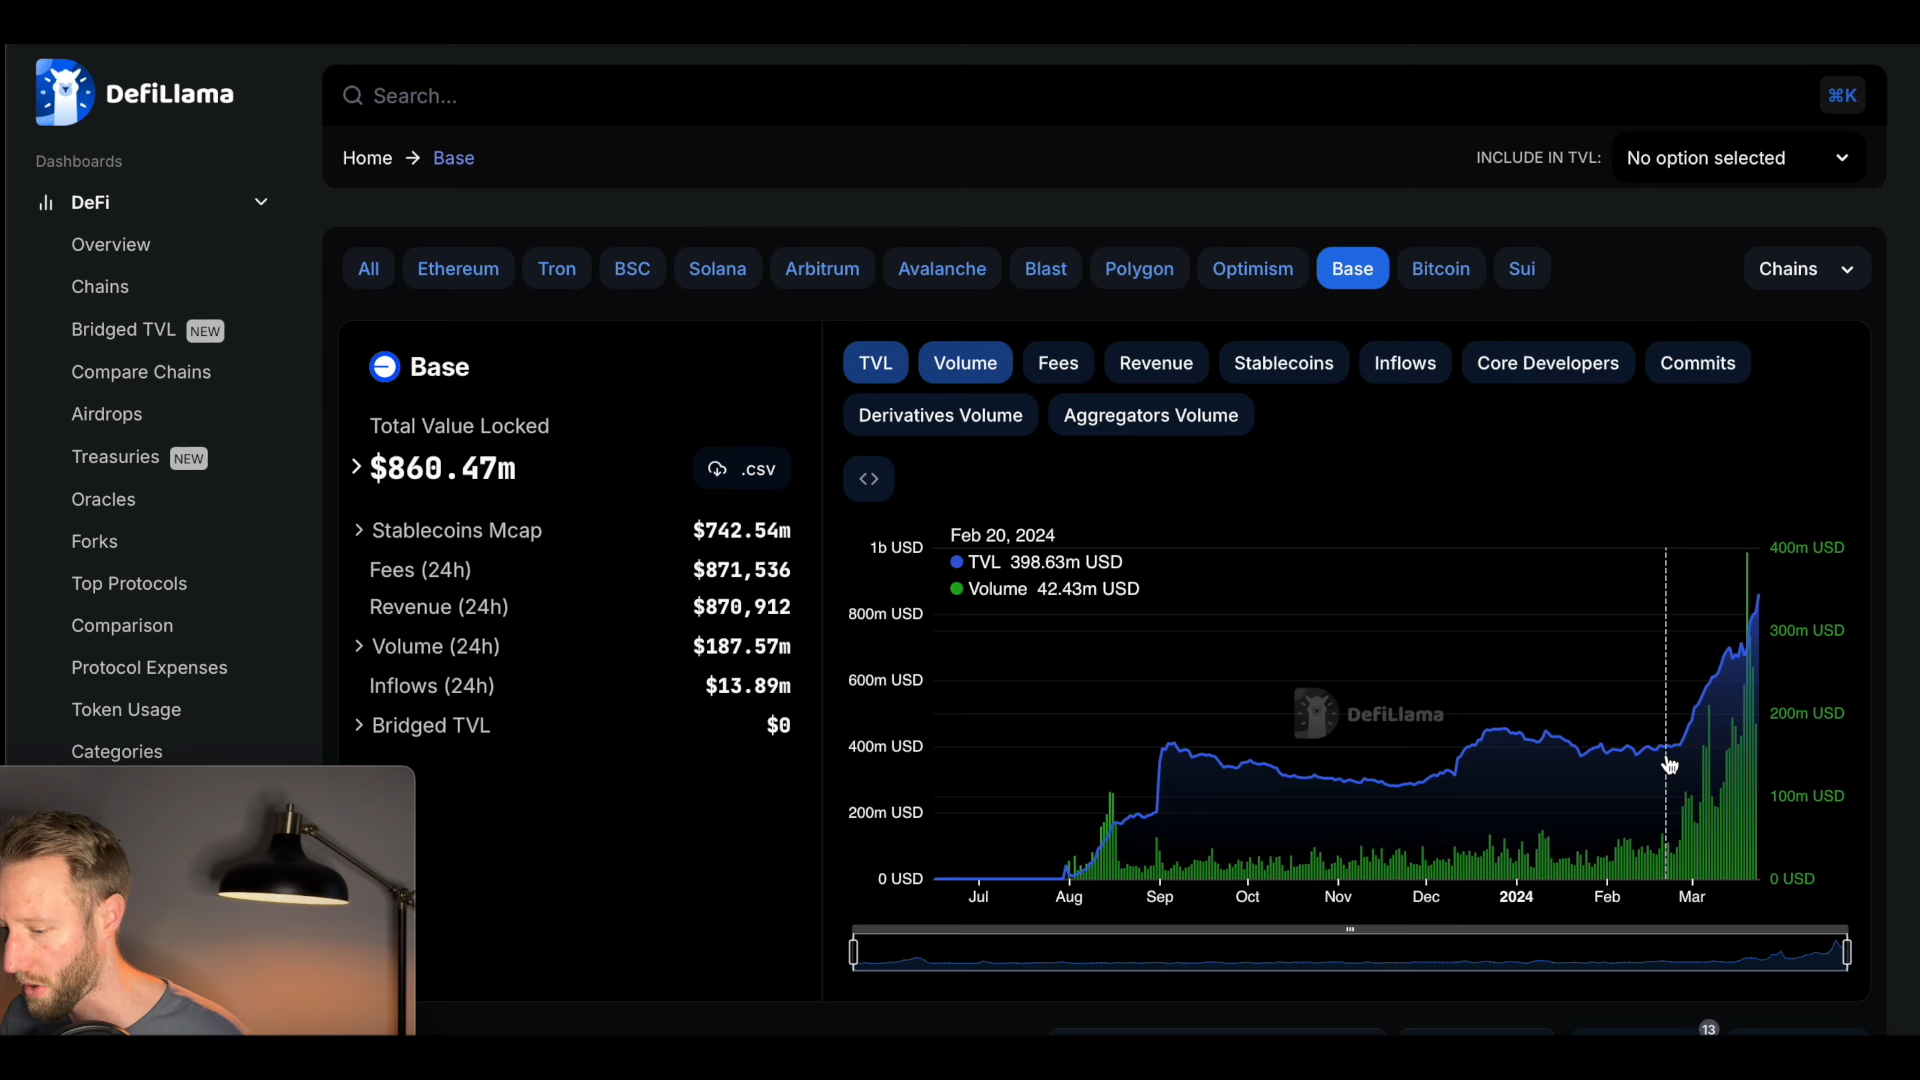 DefiLlama
Search...
⌘K
Dashboards
Home → Base
INCLUDE IN TVL:
No option selected
DeFi
Overview
Chains
Bridged TVL NEW
Compare Chains
Airdrops
Treasuries NEW
Oracles
Forks
Top Protocols
Comparison
Protocol Expenses
Token Usage
Categories
All
Ethereum
Tron
BSC
Solana
Arbitrum
Avalanche
Blast
Polygon
Optimism
Base
Bitcoin
Sui
Chains
Base
Total Value Locked
$860.47m
.csv
Stablecoins Mcap $742.54m
Fees (24h) $871,536
Revenue (24h) $870,912
Volume (24h) $187.57m
Inflows (24h) $13.89m
Bridged TVL $0
TVL
Volume
Fees
Revenue
Stablecoins
Inflows
Core Developers
Commits
Derivatives Volume
Aggregators Volume
Feb 20, 2024
TVL 398.63m USD
Volume 42.43m USD
1b USD
800m USD
600m USD
400m USD
200m USD
0 USD
400m USD
300m USD
200m USD
100m USD
0 USD
DefiLlama
Jul
Aug
Sep
Oct
Nov
Dec
2024
Feb
Mar
13